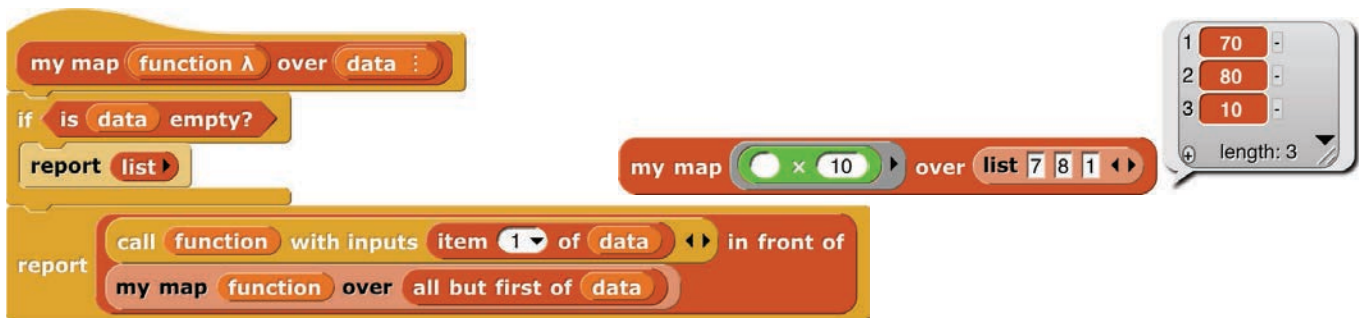 my map function λ over data ⋮
if is data empty?
report list
report call function with inputs item 1 of data in front of
my map function over all but first of data
my map × 10 over list 7 8 1
1 70 -
2 80 -
3 10 -
+ length: 3